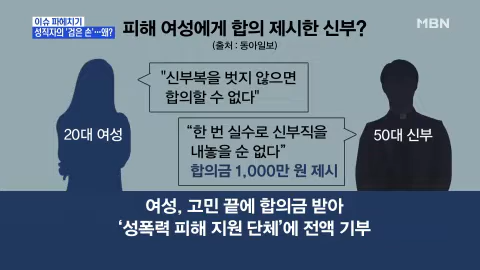 이슈 파헤치기
성직자의 '검은 손'…왜?
피해 여성에게 합의 제시한 신부?
MBN
(출처 : 동아일보)
"신부복을 벗지 않으면
합의할 수 없다"
20대 여성
“한 번 실수로 신부직을
내놓을 순 없다”
합의금 1,000만 원 제시
50대 신부
여성, 고민 끝에 합의금 받아
‘성폭력 피해 지원 단체’에 전액 기부